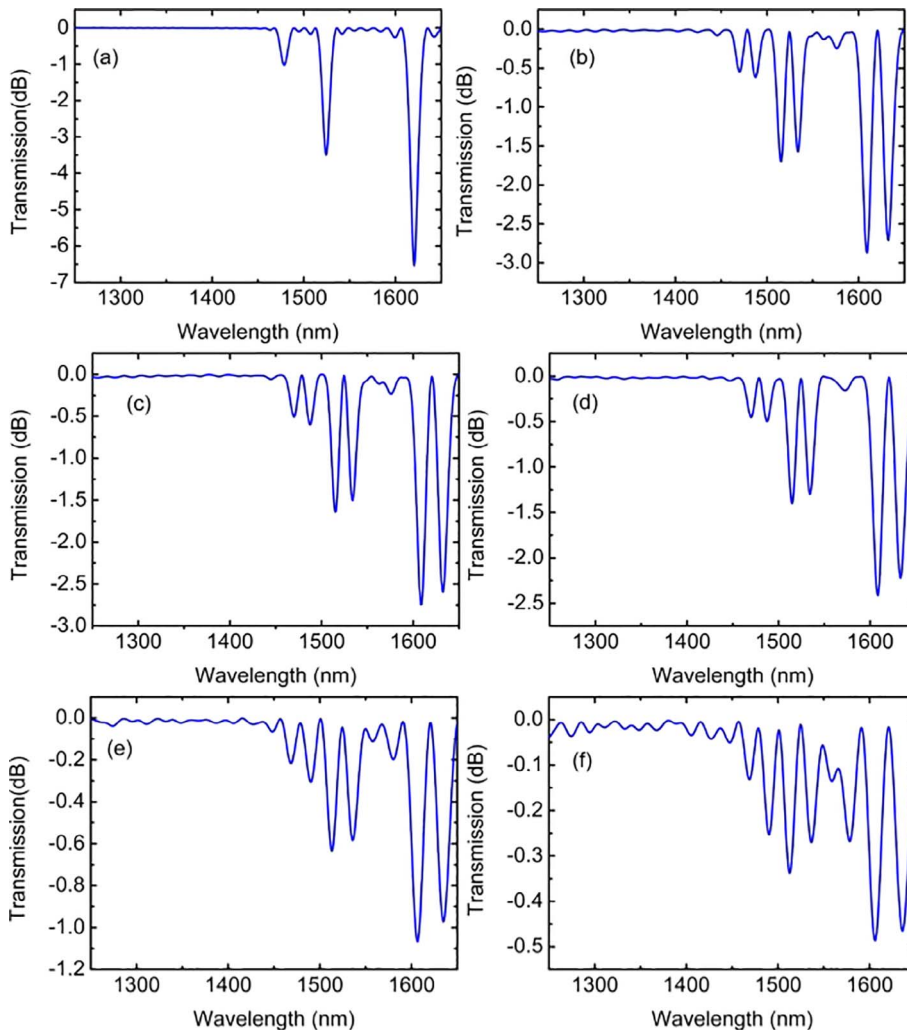 0
-1
-2
-3
-4
-5
-6
-7
(a)
Transmission(dB)
1300 1400 1500 1600
Wavelength (nm)
0.0
-0.5
-1.0
-1.5
-2.0
-2.5
-3.0
(b)
Transmission (dB)
1300 1400 1500 1600
Wavelength (nm)
0.0
-0.5
-1.0
-1.5
-2.0
-2.5
-3.0
(c)
Transmission (dB)
1300 1400 1500 1600
Wavelength (nm)
0.0
-0.5
-1.0
-1.5
-2.0
-2.5
(d)
Transmission (dB)
1300 1400 1500 1600
Wavelength (nm)
0.0
-0.2
-0.4
-0.6
-0.8
-1.0
-1.2
(e)
Transmission(dB)
1300 1400 1500 1600
Wavelength (nm)
0.0
-0.1
-0.2
-0.3
-0.4
-0.5
(f)
Transmission (dB)
1300 1400 1500 1600
Wavelength (nm)